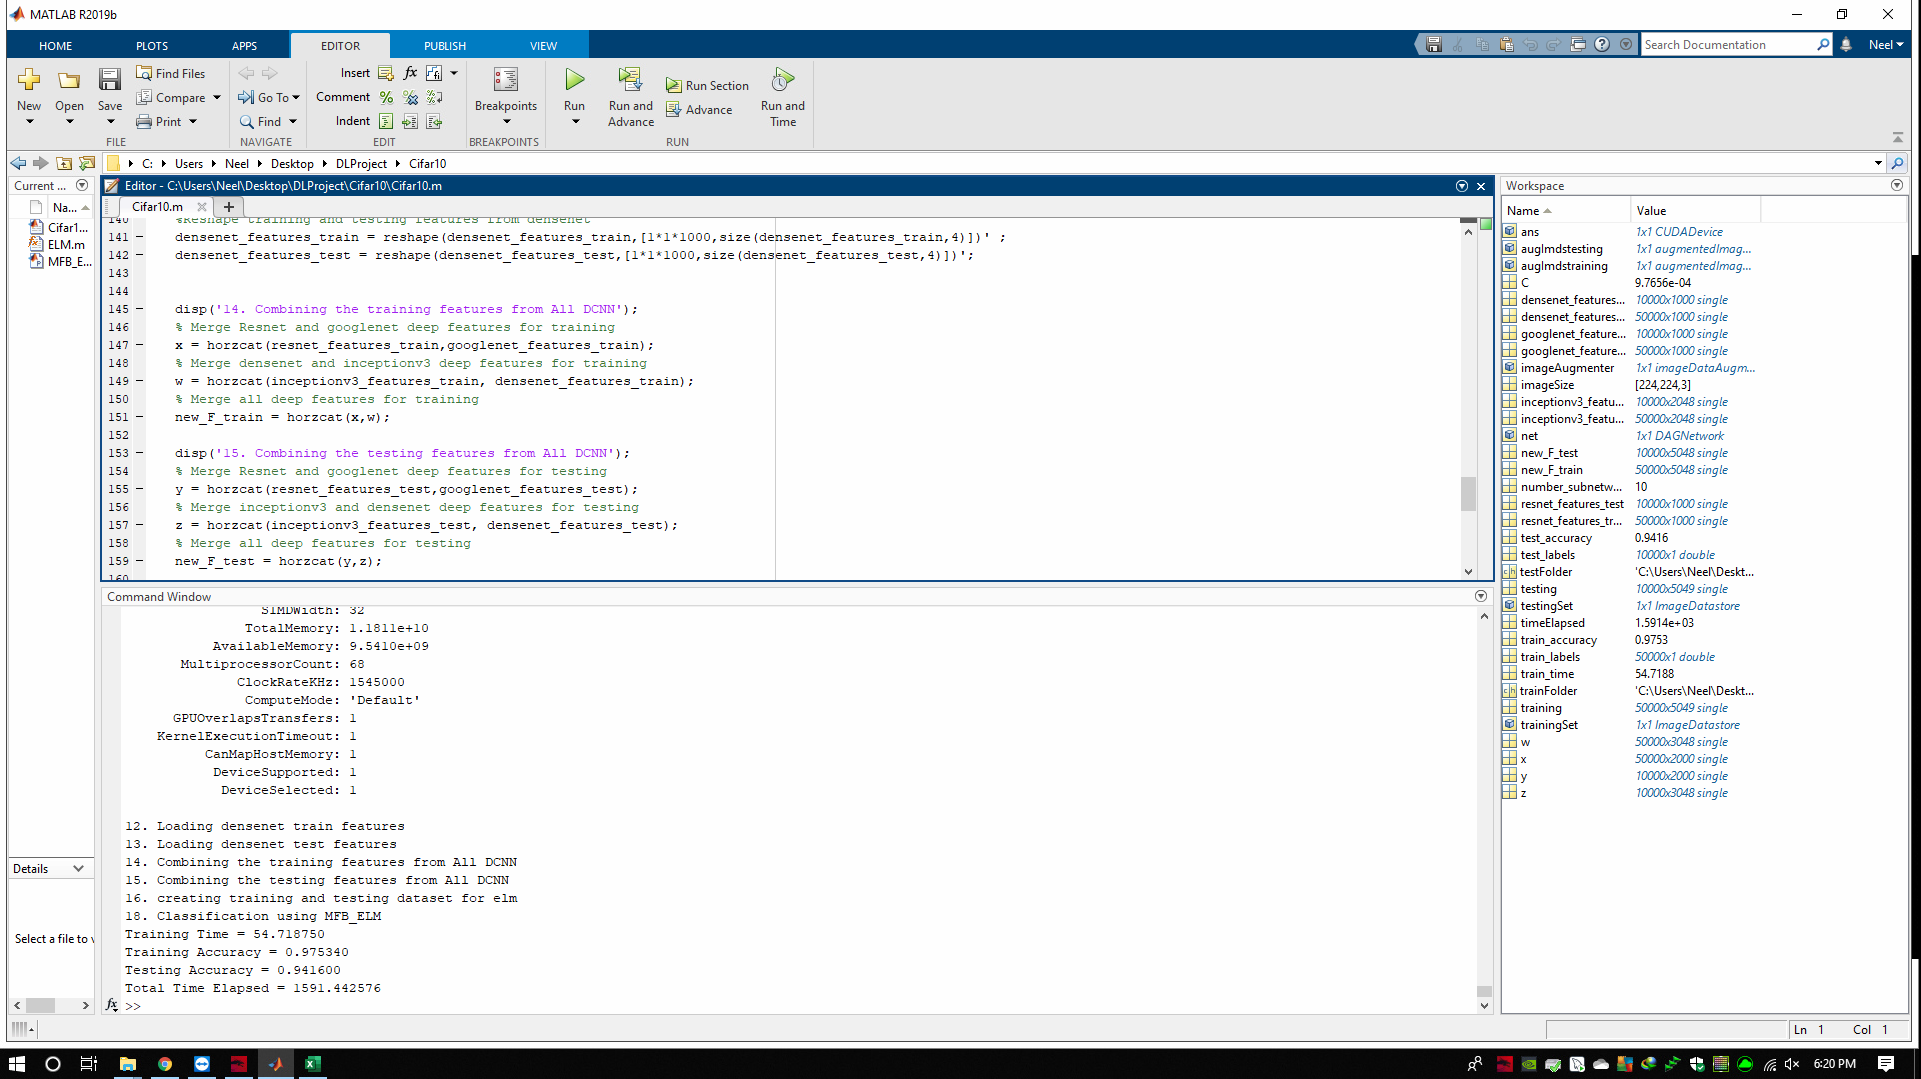 MATLAB R2019b
HOME PLOTS APPS EDITOR PUBLISH VIEW
Search Documentation
Neel
New
Open
Save
Find Files
Compare
Print
FILE
Go To
Find
NAVIGATE
Insert
Comment
Indent
EDIT
Breakpoints
BREAKPOINTS
Run
Run and Advance
Run Section
Advance
Run and Time
RUN
C: Users Neel Desktop DLProject Cifar10
Current ...
Na...
Cifar1...
ELM.m
MFB_E...
Details
Select a file to v
Editor - C:\Users\Neel\Desktop\DLProject\Cifar10\Cifar10.m
Cifar10.m
140 %Reshape training and testing features from densenet
141 – densenet_features_train = reshape(densenet_features_train,[1*1*1000,size(densenet_features_train,4)])' ;
142 – densenet_features_test = reshape(densenet_features_test,[1*1*1000,size(densenet_features_test,4)])';
143
144
145 – disp('14. Combining the training features from All DCNN');
146 % Merge Resnet and googlenet deep features for training
147 – x = horzcat(resnet_features_train,googlenet_features_train);
148 % Merge densenet and inceptionv3 deep features for training
149 – w = horzcat(inceptionv3_features_train, densenet_features_train);
150 % Merge all deep features for training
151 – new_F_train = horzcat(x,w);
152
153 – disp('15. Combining the testing features from All DCNN');
154 % Merge Resnet and googlenet deep features for testing
155 – y = horzcat(resnet_features_test,googlenet_features_test);
156 % Merge inceptionv3 and densenet deep features for testing
157 – z = horzcat(inceptionv3_features_test, densenet_features_test);
158 % Merge all deep features for testing
159 – new_F_test = horzcat(y,z);
160
Command Window
SIMDWidth: 32
TotalMemory: 1.1811e+10
AvailableMemory: 9.5410e+09
MultiprocessorCount: 68
ClockRateKHz: 1545000
ComputeMode: 'Default'
GPUOverlapsTransfers: 1
KernelExecutionTimeout: 1
CanMapHostMemory: 1
DeviceSupported: 1
DeviceSelected: 1
12. Loading densenet train features
13. Loading densenet test features
14. Combining the training features from All DCNN
15. Combining the testing features from All DCNN
16. creating training and testing dataset for elm
18. Classification using MFB_ELM
Training Time = 54.718750
Training Accuracy = 0.975340
Testing Accuracy = 0.941600
Total Time Elapsed = 1591.442576
fx >>
Workspace
Name Value
ans 1x1 CUDADevice
augImdstesting 1x1 augmentedImag...
augImdstraining 1x1 augmentedImag...
C 9.7656e-04
densenet_features... 10000x1000 single
densenet_features... 50000x1000 single
googlenet_feature... 10000x1000 single
googlenet_feature... 50000x1000 single
imageAugmenter 1x1 imageDataAugm...
imageSize [224,224,3]
inceptionv3_featu... 10000x2048 single
inceptionv3_featu... 50000x2048 single
net 1x1 DAGNetwork
new_F_test 10000x5048 single
new_F_train 50000x5048 single
number_subnetw... 10
resnet_features_test 10000x1000 single
resnet_features_tr... 50000x1000 single
test_accuracy 0.9416
test_labels 10000x1 double
testFolder 'C:\Users\Neel\Deskt...
testing 10000x5049 single
testingSet 1x1 ImageDatastore
timeElapsed 1.5914e+03
train_accuracy 0.9753
train_labels 50000x1 double
train_time 54.7188
trainFolder 'C:\Users\Neel\Deskt...
training 50000x5049 single
trainingSet 1x1 ImageDatastore
w 50000x3048 single
x 50000x2000 single
y 10000x2000 single
z 10000x3048 single
Ln 1 Col 1
6:20 PM